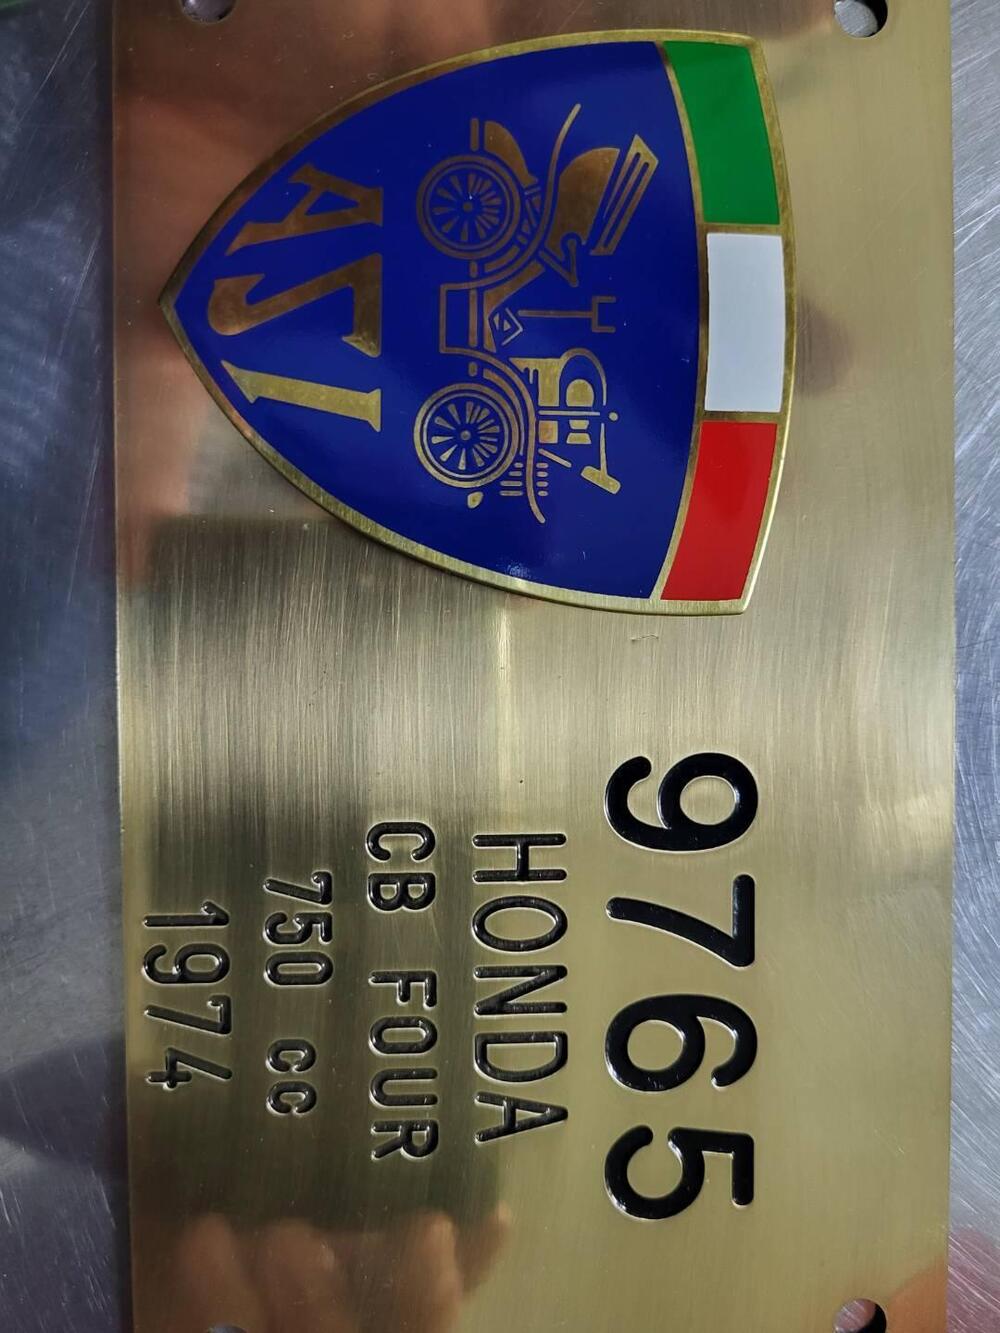 ASI
9765
HONDA
CB FOUR
750 cc
1974